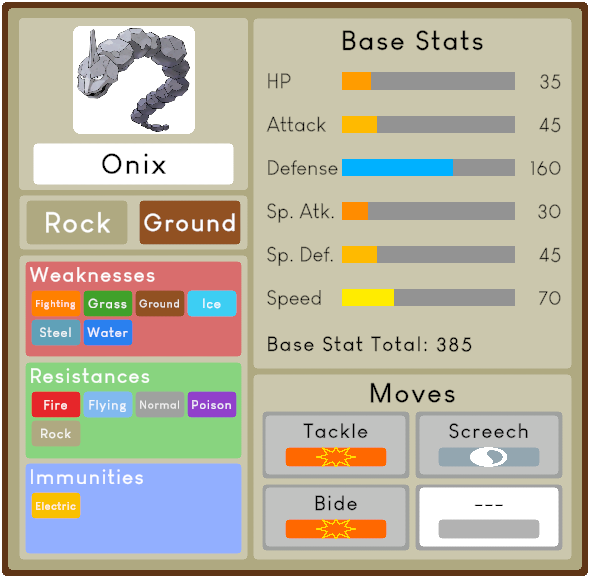 Onix
Rock Ground
Weaknesses
Fighting Grass Ground Ice
Steel Water
Resistances
Fire Flying Normal Poison
Rock
Immunities
Electric
Base Stats
HP 35
Attack 45
Defense 160
Sp. Atk. 30
Sp. Def. 45
Speed 70
Base Stat Total: 385
Moves
Tackle Screech
Bide ---